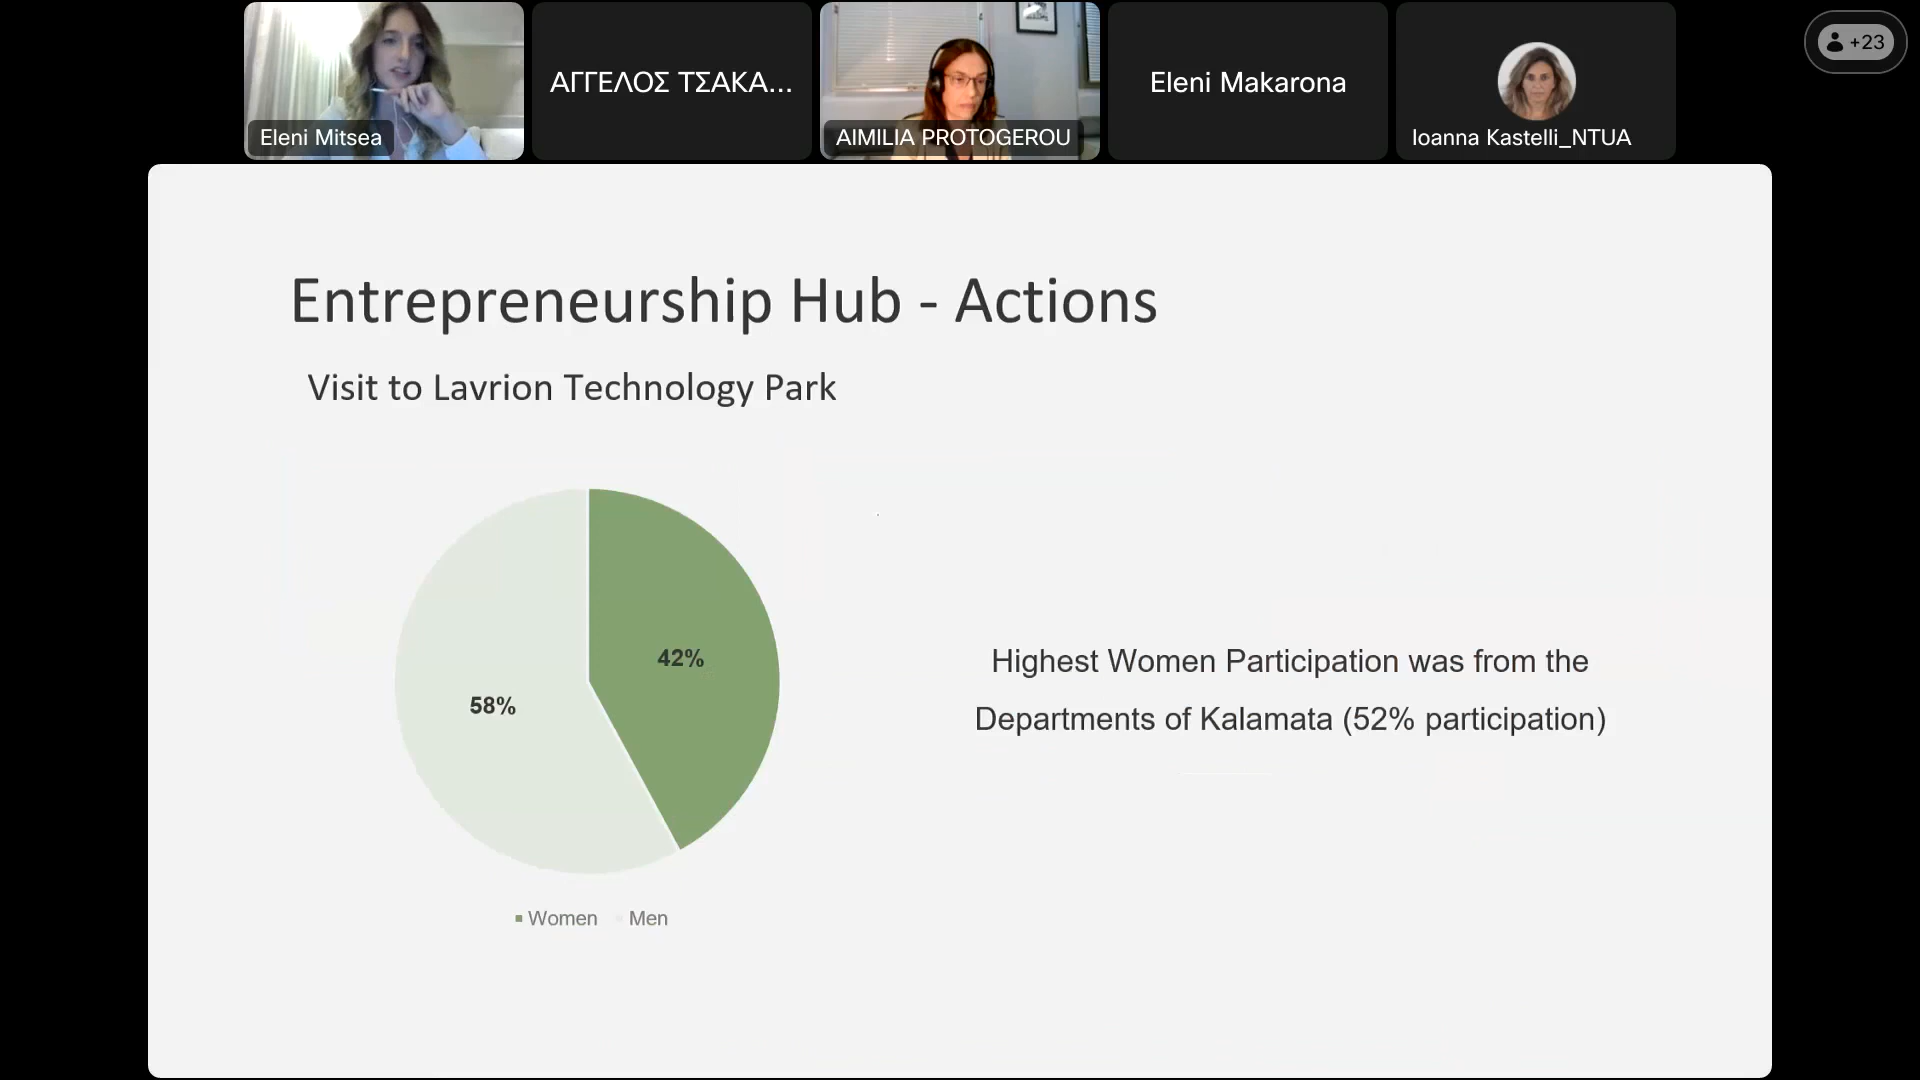 Eleni Mitsea
ΑΓΓΕΛΟΣ ΤΣΑΚΑ...
AIMILIA PROTOGEROU
Eleni Makarona
Ioanna Kastelli_NTUA
+23
Entrepreneurship Hub - Actions
Visit to Lavrion Technology Park
42%
58%
Women Men
Highest Women Participation was from the
Departments of Kalamata (52% participation)